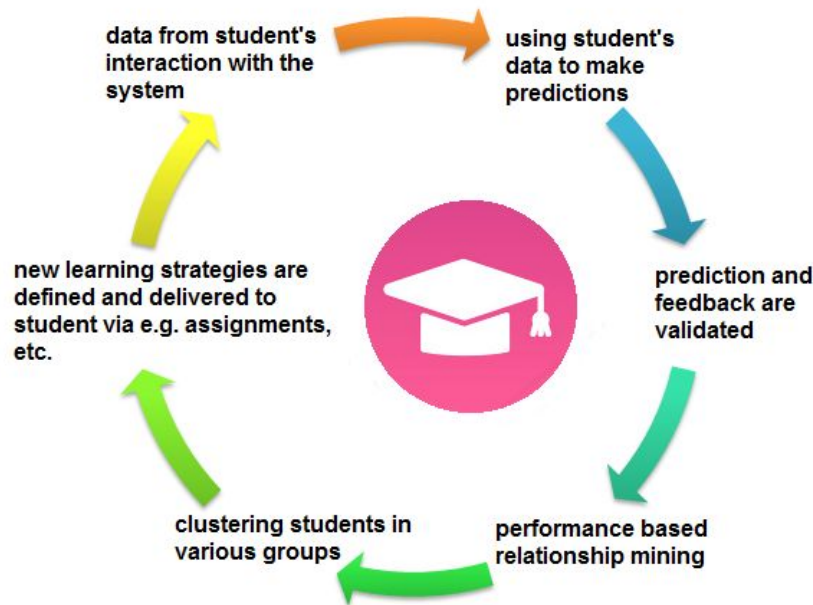 data from student's
interaction with the
system
using student's
data to make
predictions
prediction and
feedback are
validated
performance based
relationship mining
clustering students in
various groups
new learning strategies are
defined and delivered to
student via e.g. assignments,
etc.